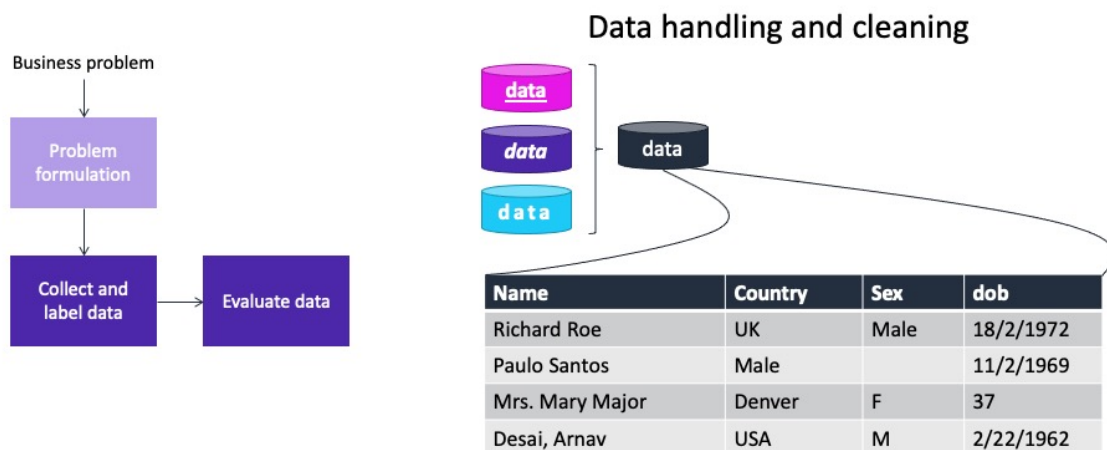 Data handling and cleaning
Business problem
Problem
formulation
Collect and
label data
Evaluate data
data
data
data
data
Name Country Sex dob
Richard Roe UK Male 18/2/1972
Paulo Santos Male 11/2/1969
Mrs. Mary Major Denver F 37
Desai, Arnav USA M 2/22/1962